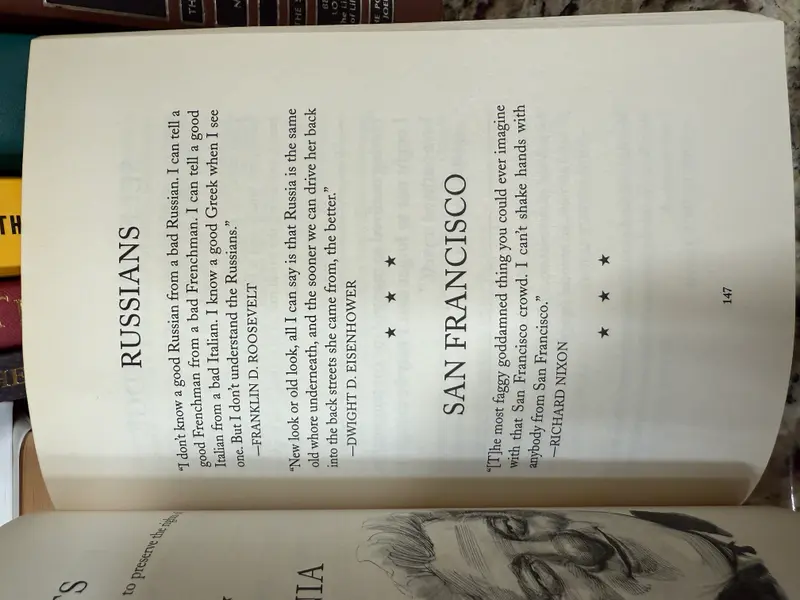 RUSSIANS
"I don't know a good Russian from a bad Russian. I can tell a
good Frenchman from a bad Frenchman. I can tell a good
Italian from a bad Italian. I know a good Greek when I see
one. But I don't understand the Russians."
—FRANKLIN D. ROOSEVELT
"New look or old look, all I can say is that Russia is the same
old whore underneath, and the sooner we can drive her back
into the back streets she came from, the better."
—DWIGHT D. EISENHOWER
★ ★ ★
SAN FRANCISCO
"[T]he most faggy goddamned thing you could ever imagine
with that San Francisco crowd. I can't shake hands with
anybody from San Francisco."
—RICHARD NIXON
★ ★ ★
147
to preserve the